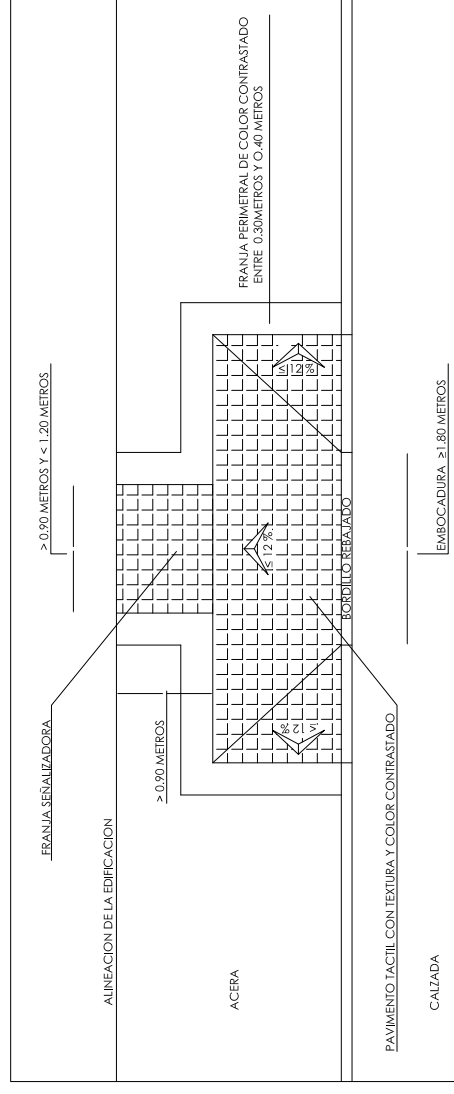 > 0.90 METROS Y < 1.20 METROS
FRANJA SEÑALIZADORA
ALINEACION DE LA EDIFICACION
> 0.90 METROS
FRANJA PERIMETRAL DE COLOR CONTRASTADO
ENTRE 0.30METROS Y O.40 METROS
ACERA
≤ 12 %
≤ 12 %
≤ 12 %
BORDILLO REBAJADO
PAVIMENTO TACTIL CON TEXTURA Y COLOR CONTRASTADO
CALZADA
EMBOCADURA ≥1.80 METROS